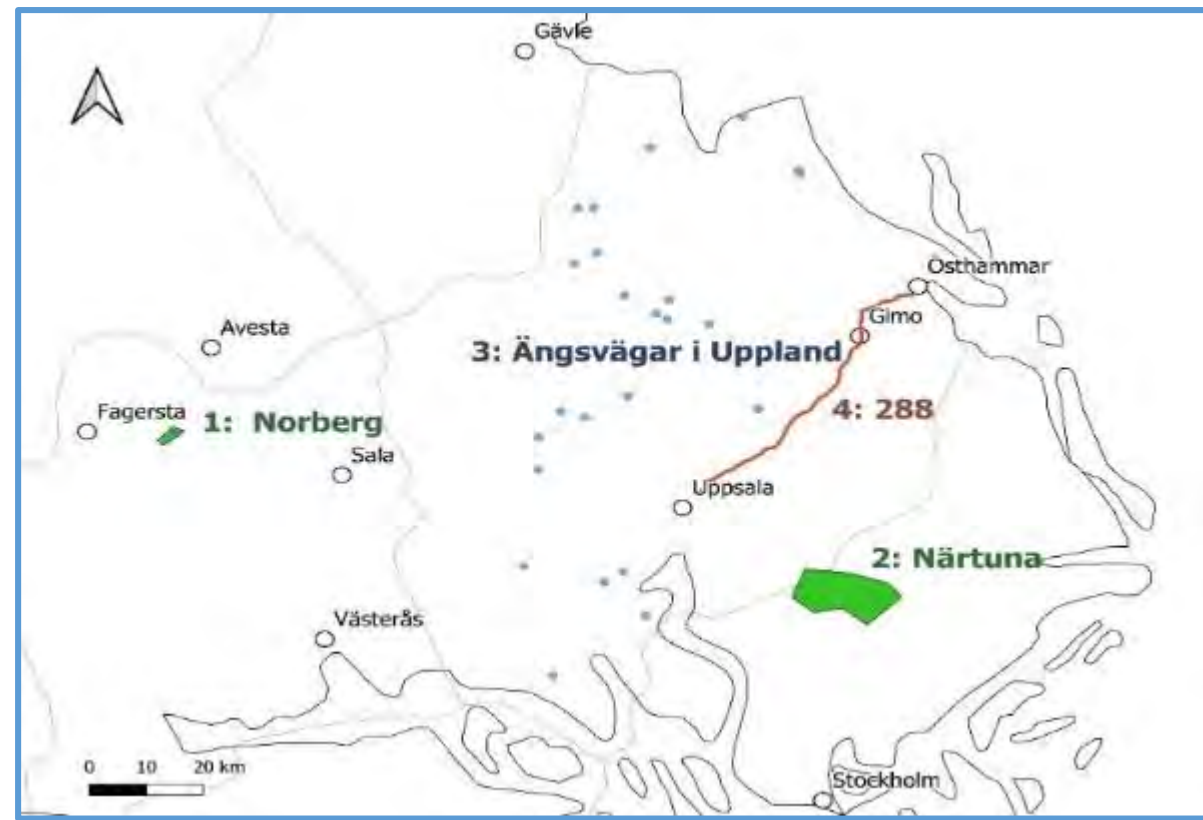 Gävle
Östhammar
Gimo
Avesta
3: Ängsvägar i Uppland
Fagersta
1: Norberg
4: 288
Sala
Uppsala
2: Närtuna
Västerås
0 10 20 km
Stockholm